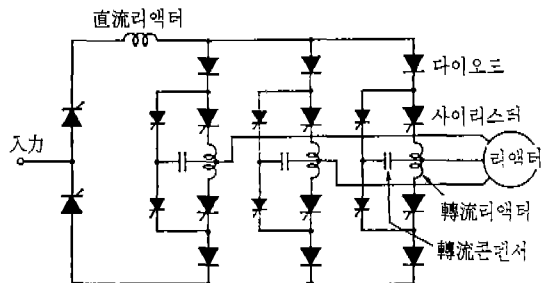 直流리액터
다이오드
사이리스터
入力
리액터
轉流리액터
轉流콘덴서